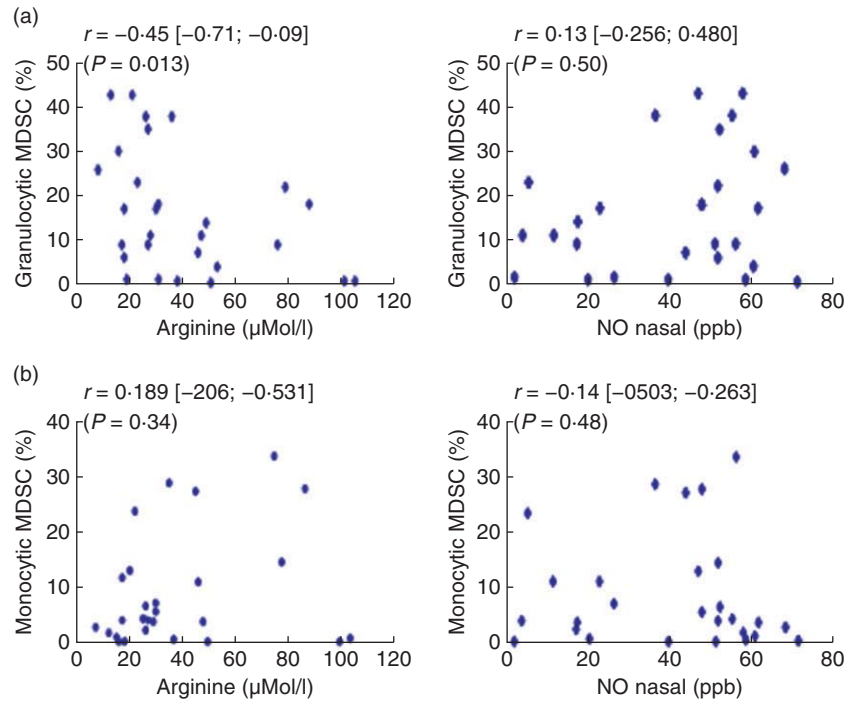 (a)
r = −0·45 [−0·71; −0·09]
(P = 0·013)
50
40
30
20
10
0
Granulocytic MDSC (%)
0 20 40 60 80 100 120
Arginine (µMol/l)
r = 0·13 [−0·256; 0·480]
(P = 0·50)
50
40
30
20
10
0
Granulocytic MDSC (%)
0 20 40 60 80
NO nasal (ppb)
(b)
r = 0·189 [−206; −0·531]
(P = 0·34)
40
30
20
10
0
Monocytic MDSC (%)
0 20 40 60 80 100 120
Arginine (µMol/l)
r = −0·14 [−0503; −0·263]
(P = 0·48)
40
30
20
10
0
Monocytic MDSC (%)
0 20 40 60 80
NO nasal (ppb)